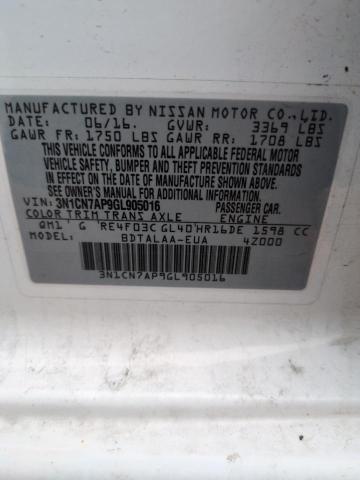 MANUFACTURED BY NISSAN MOTOR CO.,LTD.
DATE: 06/16. GVWR: 3369 LBS
GAWR FR: 1750 LBS GAWR RR: 1708 LBS
THIS VEHICLE CONFORMS TO ALL APPLICABLE FEDERAL MOTOR
VEHICLE SAFETY, BUMPER AND THEFT PREVENTION STANDARDS
IN EFFECT ON THE DATE OF MANUFACTURE SHOWN ABOVE.
SEE OWNERS MANUAL FOR ADDITIONAL INFORMATION
VIN: 3N1CN7AP9GL905016 PASSENGER CAR.
COLOR TRIM TRANS AXLE ENGINE
QM1 G RE4F03C GL40 HR16DE 1598 CC
BDTALAA-EUA 4Z000
3N1CN7AP9GL905016